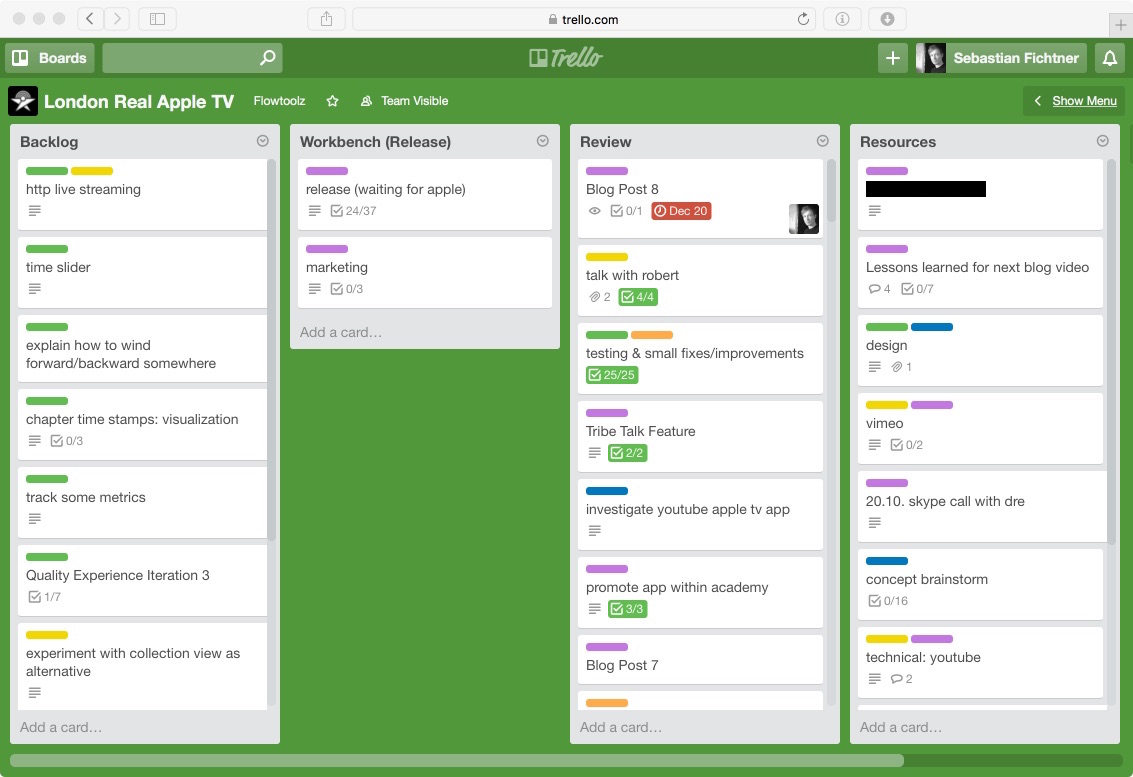 trello.com
Boards
Trello
Sebastian Fichtner
London Real Apple TV
Flowtoolz
Team Visible
Show Menu
Backlog
http live streaming
time slider
explain how to wind
forward/backward somewhere
chapter time stamps: visualization
0/3
track some metrics
Quality Experience Iteration 3
1/7
experiment with collection view as
alternative
Add a card…
Workbench (Release)
release (waiting for apple)
24/37
marketing
0/3
Add a card…
Review
Blog Post 8
0/1 Dec 20
talk with robert
2 4/4
testing & small fixes/improvements
25/25
Tribe Talk Feature
2/2
investigate youtube apple tv app
promote app within academy
3/3
Blog Post 7
Add a card…
Resources
Lessons learned for next blog video
4 0/7
design
1
vimeo
0/2
20.10. skype call with dre
concept brainstorm
0/16
technical: youtube
2
Add a card…